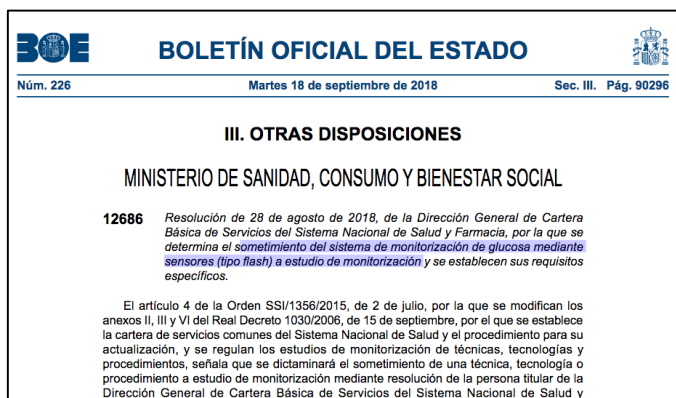 BOE
BOLETÍN OFICIAL DEL ESTADO
Núm. 226 Martes 18 de septiembre de 2018 Sec. III. Pág. 90296
III. OTRAS DISPOSICIONES
MINISTERIO DE SANIDAD, CONSUMO Y BIENESTAR SOCIAL
12686 Resolución de 28 de agosto de 2018, de la Dirección General de Cartera
Básica de Servicios del Sistema Nacional de Salud y Farmacia, por la que se
determina el sometimiento del sistema de monitorización de glucosa mediante
sensores (tipo flash) a estudio de monitorización y se establecen sus requisitos
específicos.
El artículo 4 de la Orden SSI/1356/2015, de 2 de julio, por la que se modifican los
anexos II, III y VI del Real Decreto 1030/2006, de 15 de septiembre, por el que se establece
la cartera de servicios comunes del Sistema Nacional de Salud y el procedimiento para su
actualización, y se regulan los estudios de monitorización de técnicas, tecnologías y
procedimientos, señala que se dictaminará el sometimiento de una técnica, tecnología o
procedimiento a estudio de monitorización mediante resolución de la persona titular de la
Dirección General de Cartera Básica de Servicios del Sistema Nacional de Salud y